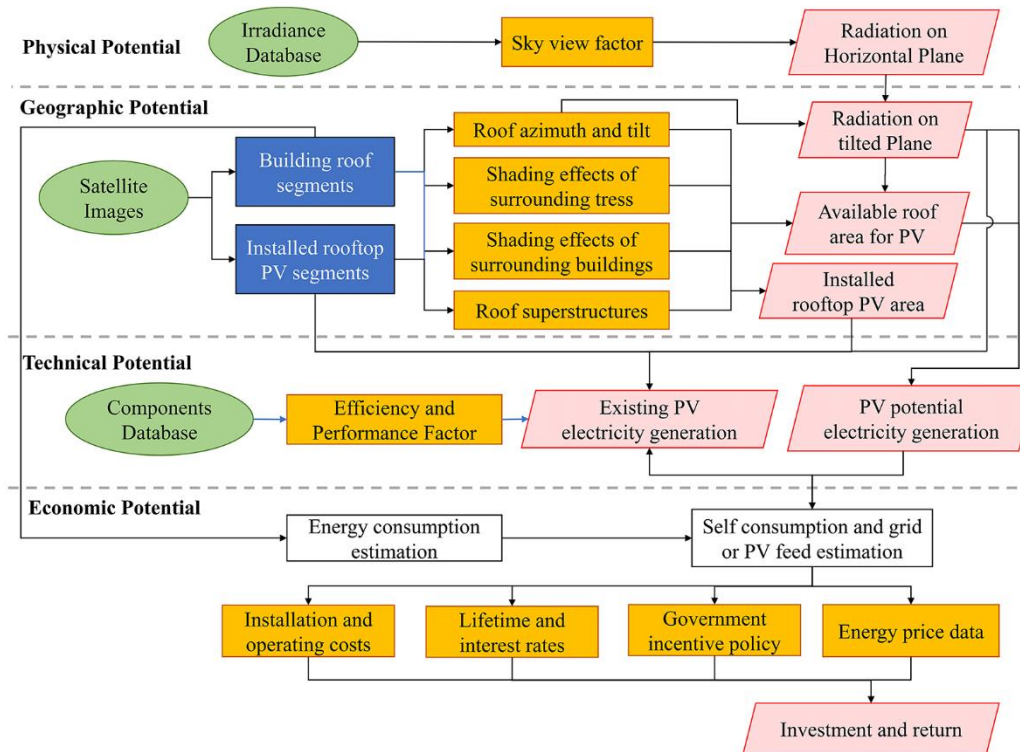 Physical Potential
Irradiance
Database
Sky view factor
Radiation on
Horizontal Plane
Geographic Potential
Satellite
Images
Building roof
segments
Installed rooftop
PV segments
Roof azimuth and tilt
Shading effects of
surrounding tress
Shading effects of
surrounding buildings
Roof superstructures
Radiation on
tilted Plane
Available roof
area for PV
Installed
rooftop PV area
Technical Potential
Components
Database
Efficiency and
Performance Factor
Existing PV
electricity generation
PV potential
electricity generation
Economic Potential
Energy consumption
estimation
Self consumption and grid
or PV feed estimation
Installation and
operating costs
Lifetime and
interest rates
Government
incentive policy
Energy price data
Investment and return